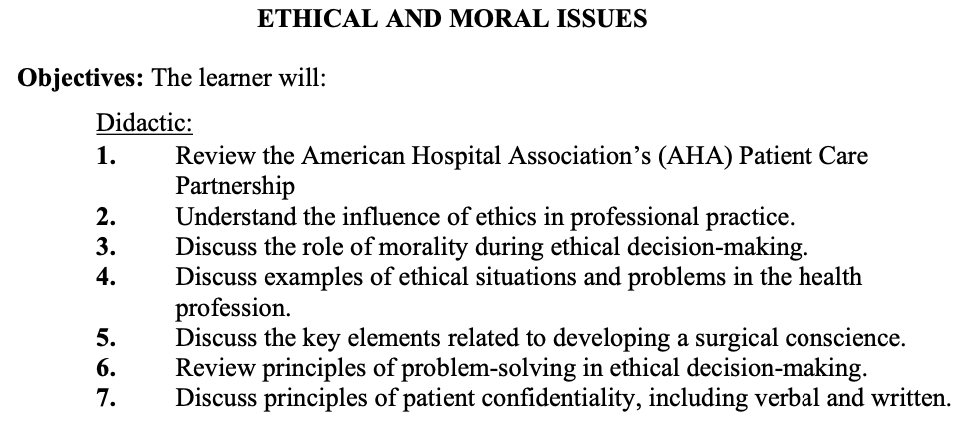 ETHICAL AND MORAL ISSUES
Objectives: The learner will:
Didactic:
1. Review the American Hospital Association’s (AHA) Patient Care
Partnership
2. Understand the influence of ethics in professional practice.
3. Discuss the role of morality during ethical decision-making.
4. Discuss examples of ethical situations and problems in the health
profession.
5. Discuss the key elements related to developing a surgical conscience.
6. Review principles of problem-solving in ethical decision-making.
7. Discuss principles of patient confidentiality, including verbal and written.